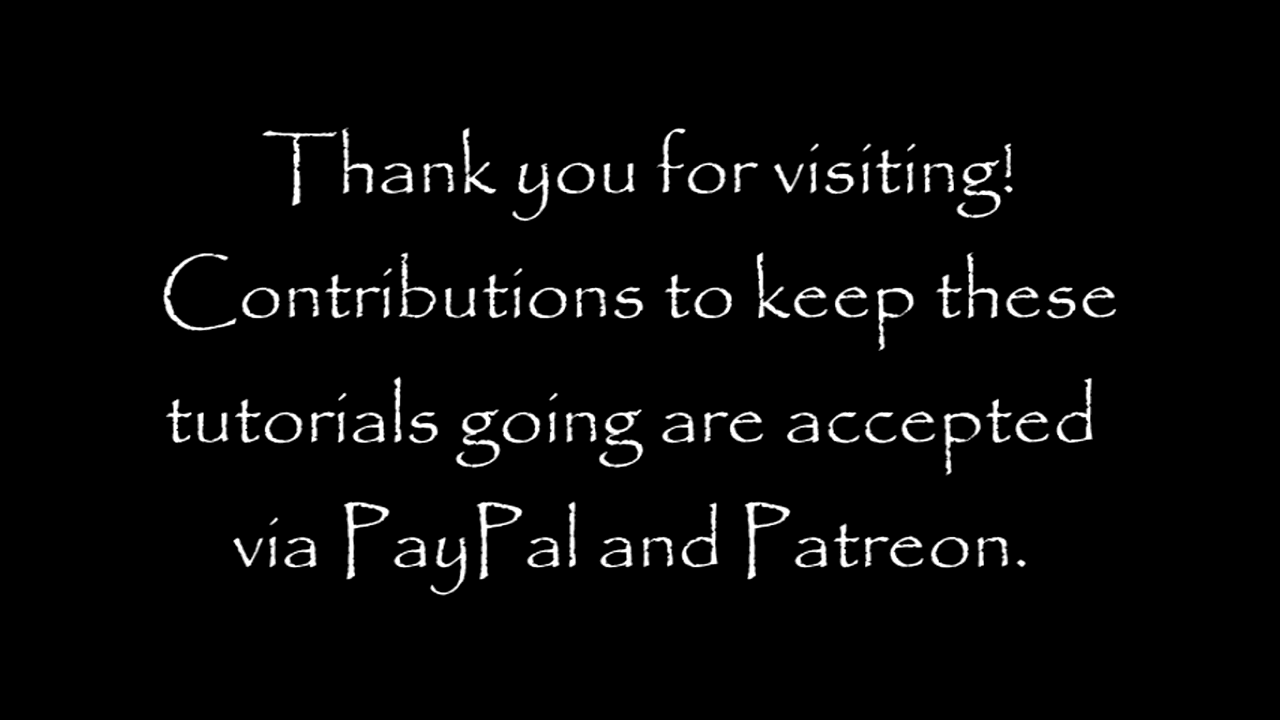 Thank you for visiting!
Contributions to keep these
tutorials going are accepted
via PayPal and Patreon.